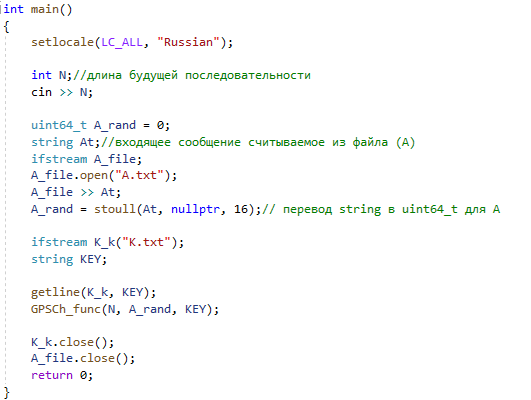 int main()
{
setlocale(LC_ALL, "Russian");
int N;//длина будущей последовательности
cin >> N;
uint64_t A_rand = 0;
string At;//входящее сообщение считываемое из файла (А)
ifstream A_file;
A_file.open("A.txt");
A_file >> At;
A_rand = stoull(At, nullptr, 16);// перевод string в uint64_t для А
ifstream K_k("K.txt");
string KEY;
getline(K_k, KEY);
GPSCh_func(N, A_rand, KEY);
K_k.close();
A_file.close();
return 0;
}